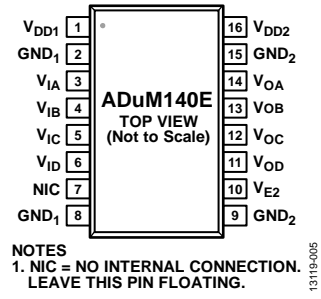 VDD1 1 16 VDD2
GND1 2 15 GND2
VIA 3 14 VOA
VIB 4 ADuM140E 13 VOB
TOP VIEW
VIC 5 (Not to Scale) 12 VOC
VID 6 11 VOD
NIC 7 10 VE2
GND1 8 9 GND2
NOTES
1. NIC = NO INTERNAL CONNECTION.
LEAVE THIS PIN FLOATING.
13119-005